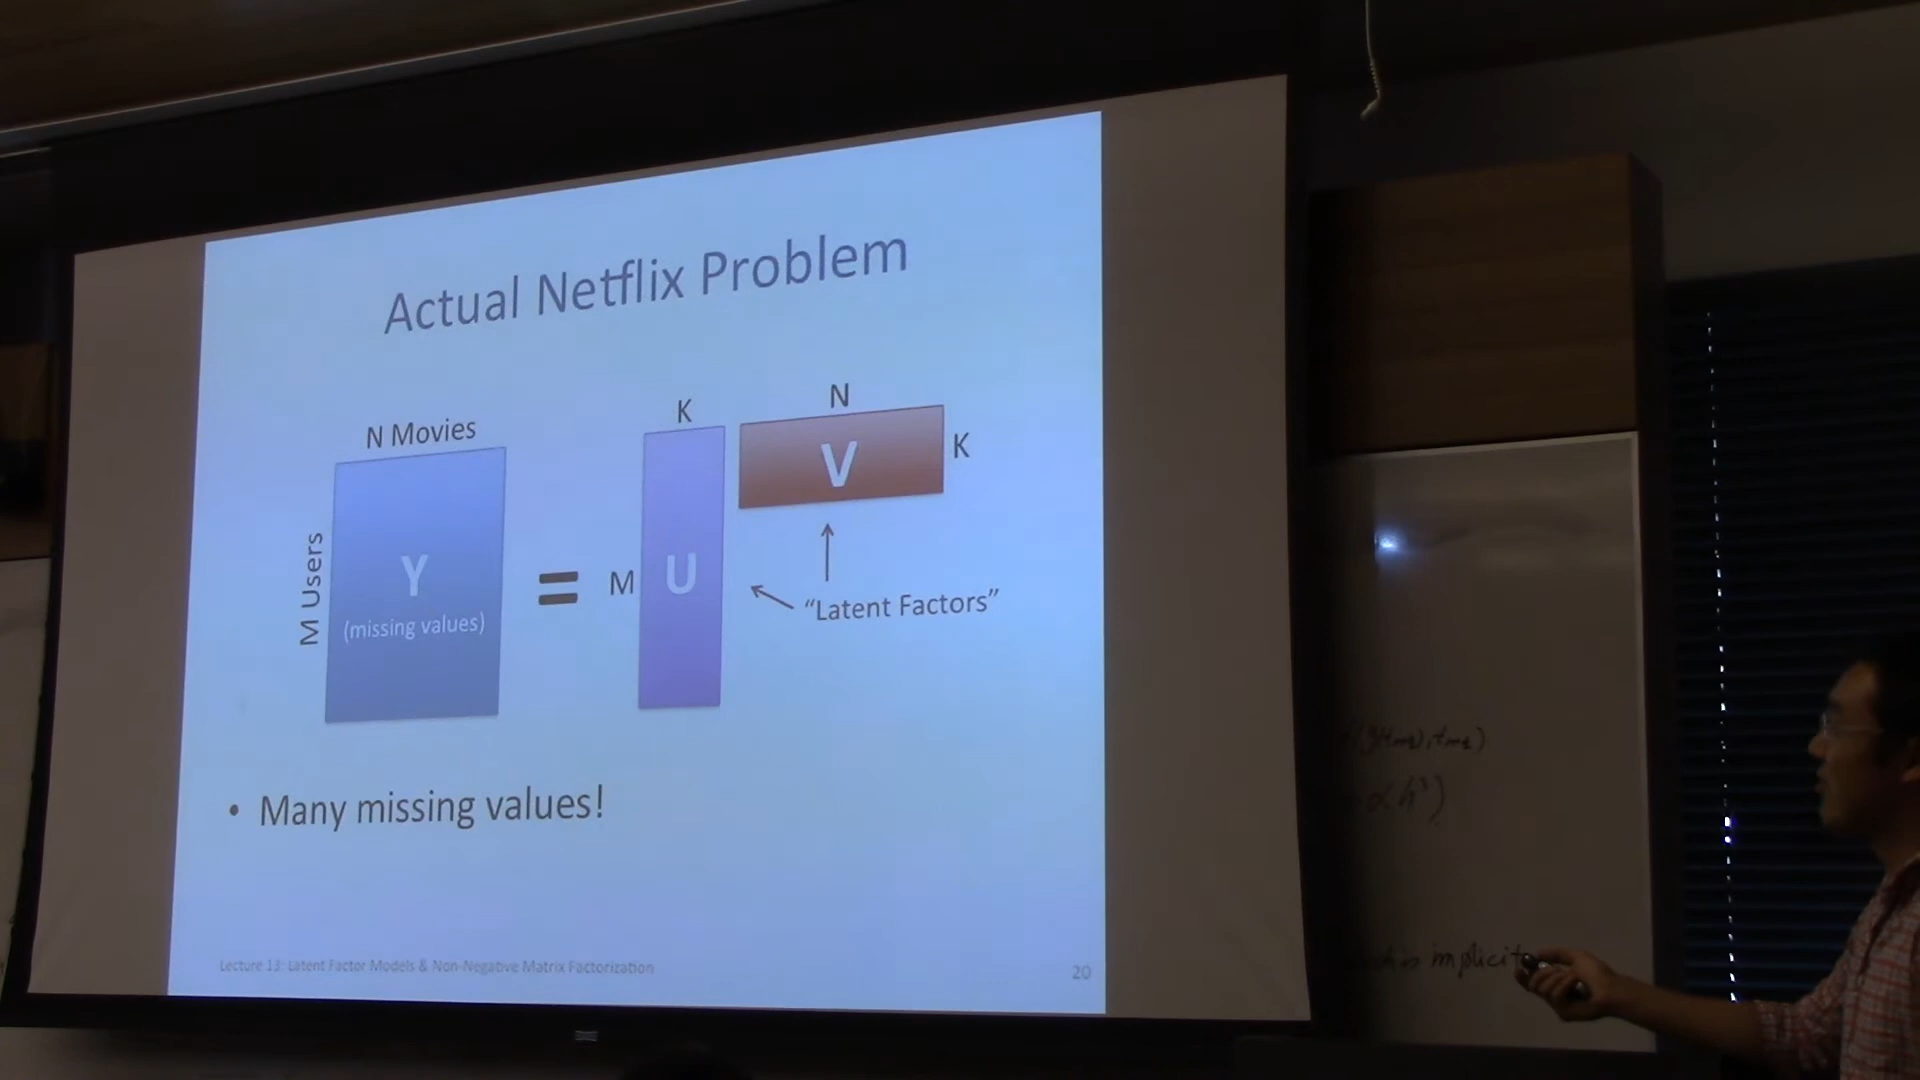 Actual Netflix Problem
N Movies
M Users
Y
(missing values)
=
K
M
U
N
V
K
"Latent Factors"
• Many missing values!
Lecture 13: Latent Factor Models & Non-Negative Matrix Factorization
20
implicit